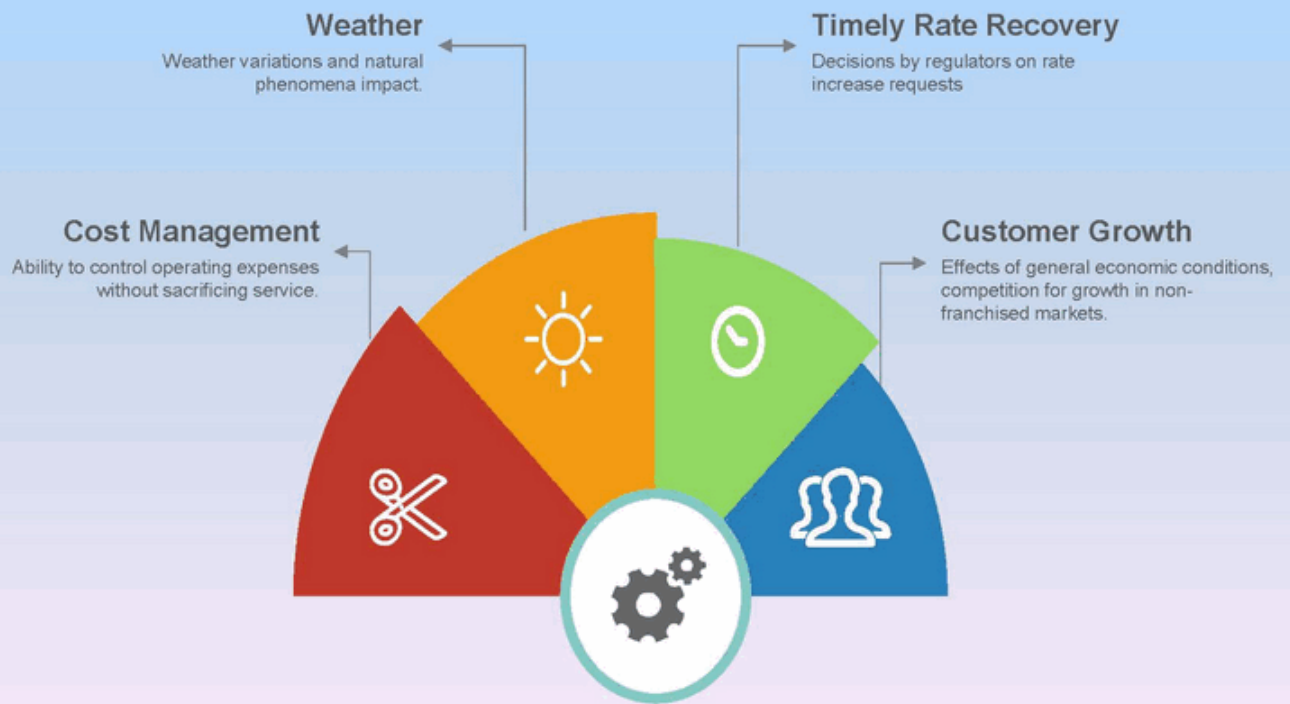 Weather
Weather variations and natural
phenomena impact.
Timely Rate Recovery
Decisions by regulators on rate
increase requests
Cost Management
Ability to control operating expenses
without sacrificing service.
Customer Growth
Effects of general economic conditions,
competition for growth in non-
franchised markets.